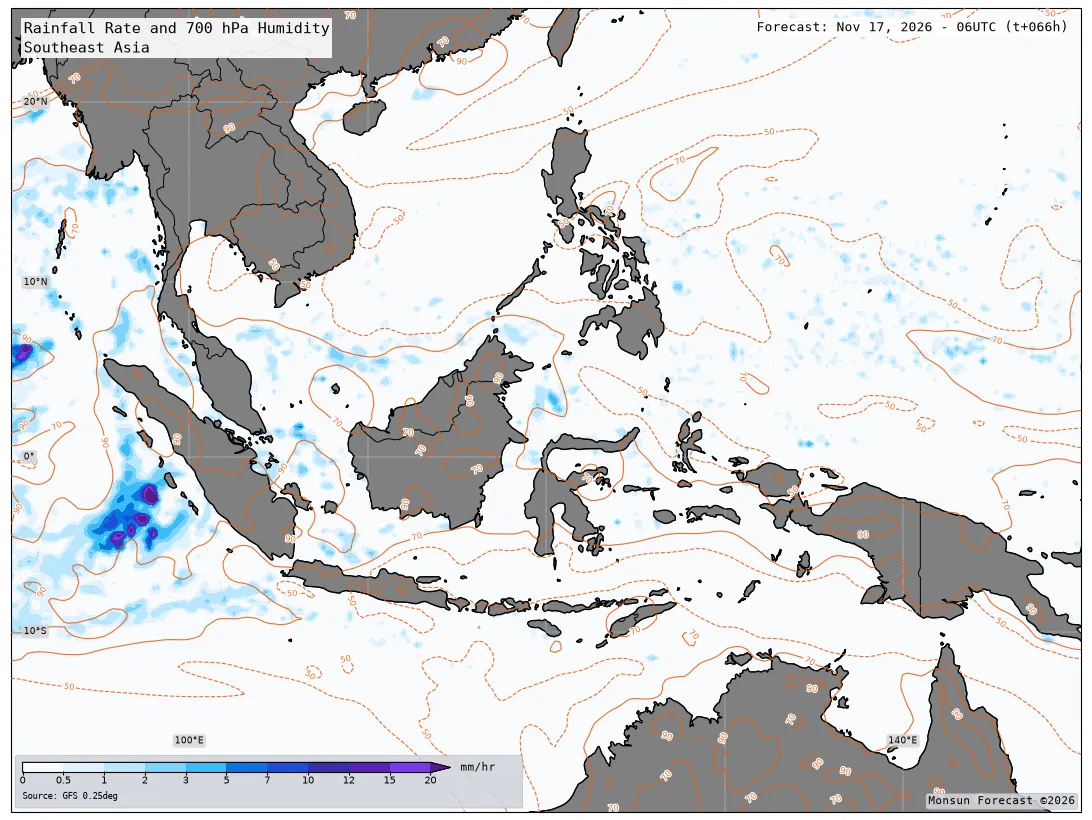 Rainfall Rate and 700 hPa Humidity
Southeast Asia
Forecast: Nov 17, 2026 - 06UTC (t+066h)
20°N
10°N
0°
10°S
100°E
140°E
0 0.5 1 2 3 5 7 10 12 15 20 mm/hr
Source: GFS 0.25deg
Monsun Forecast ©2026